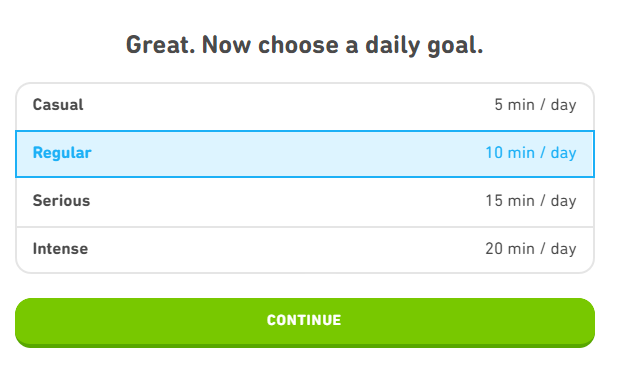 Great. Now choose a daily goal.
Casual 5 min / day
Regular 10 min / day
Serious 15 min / day
Intense 20 min / day
CONTINUE